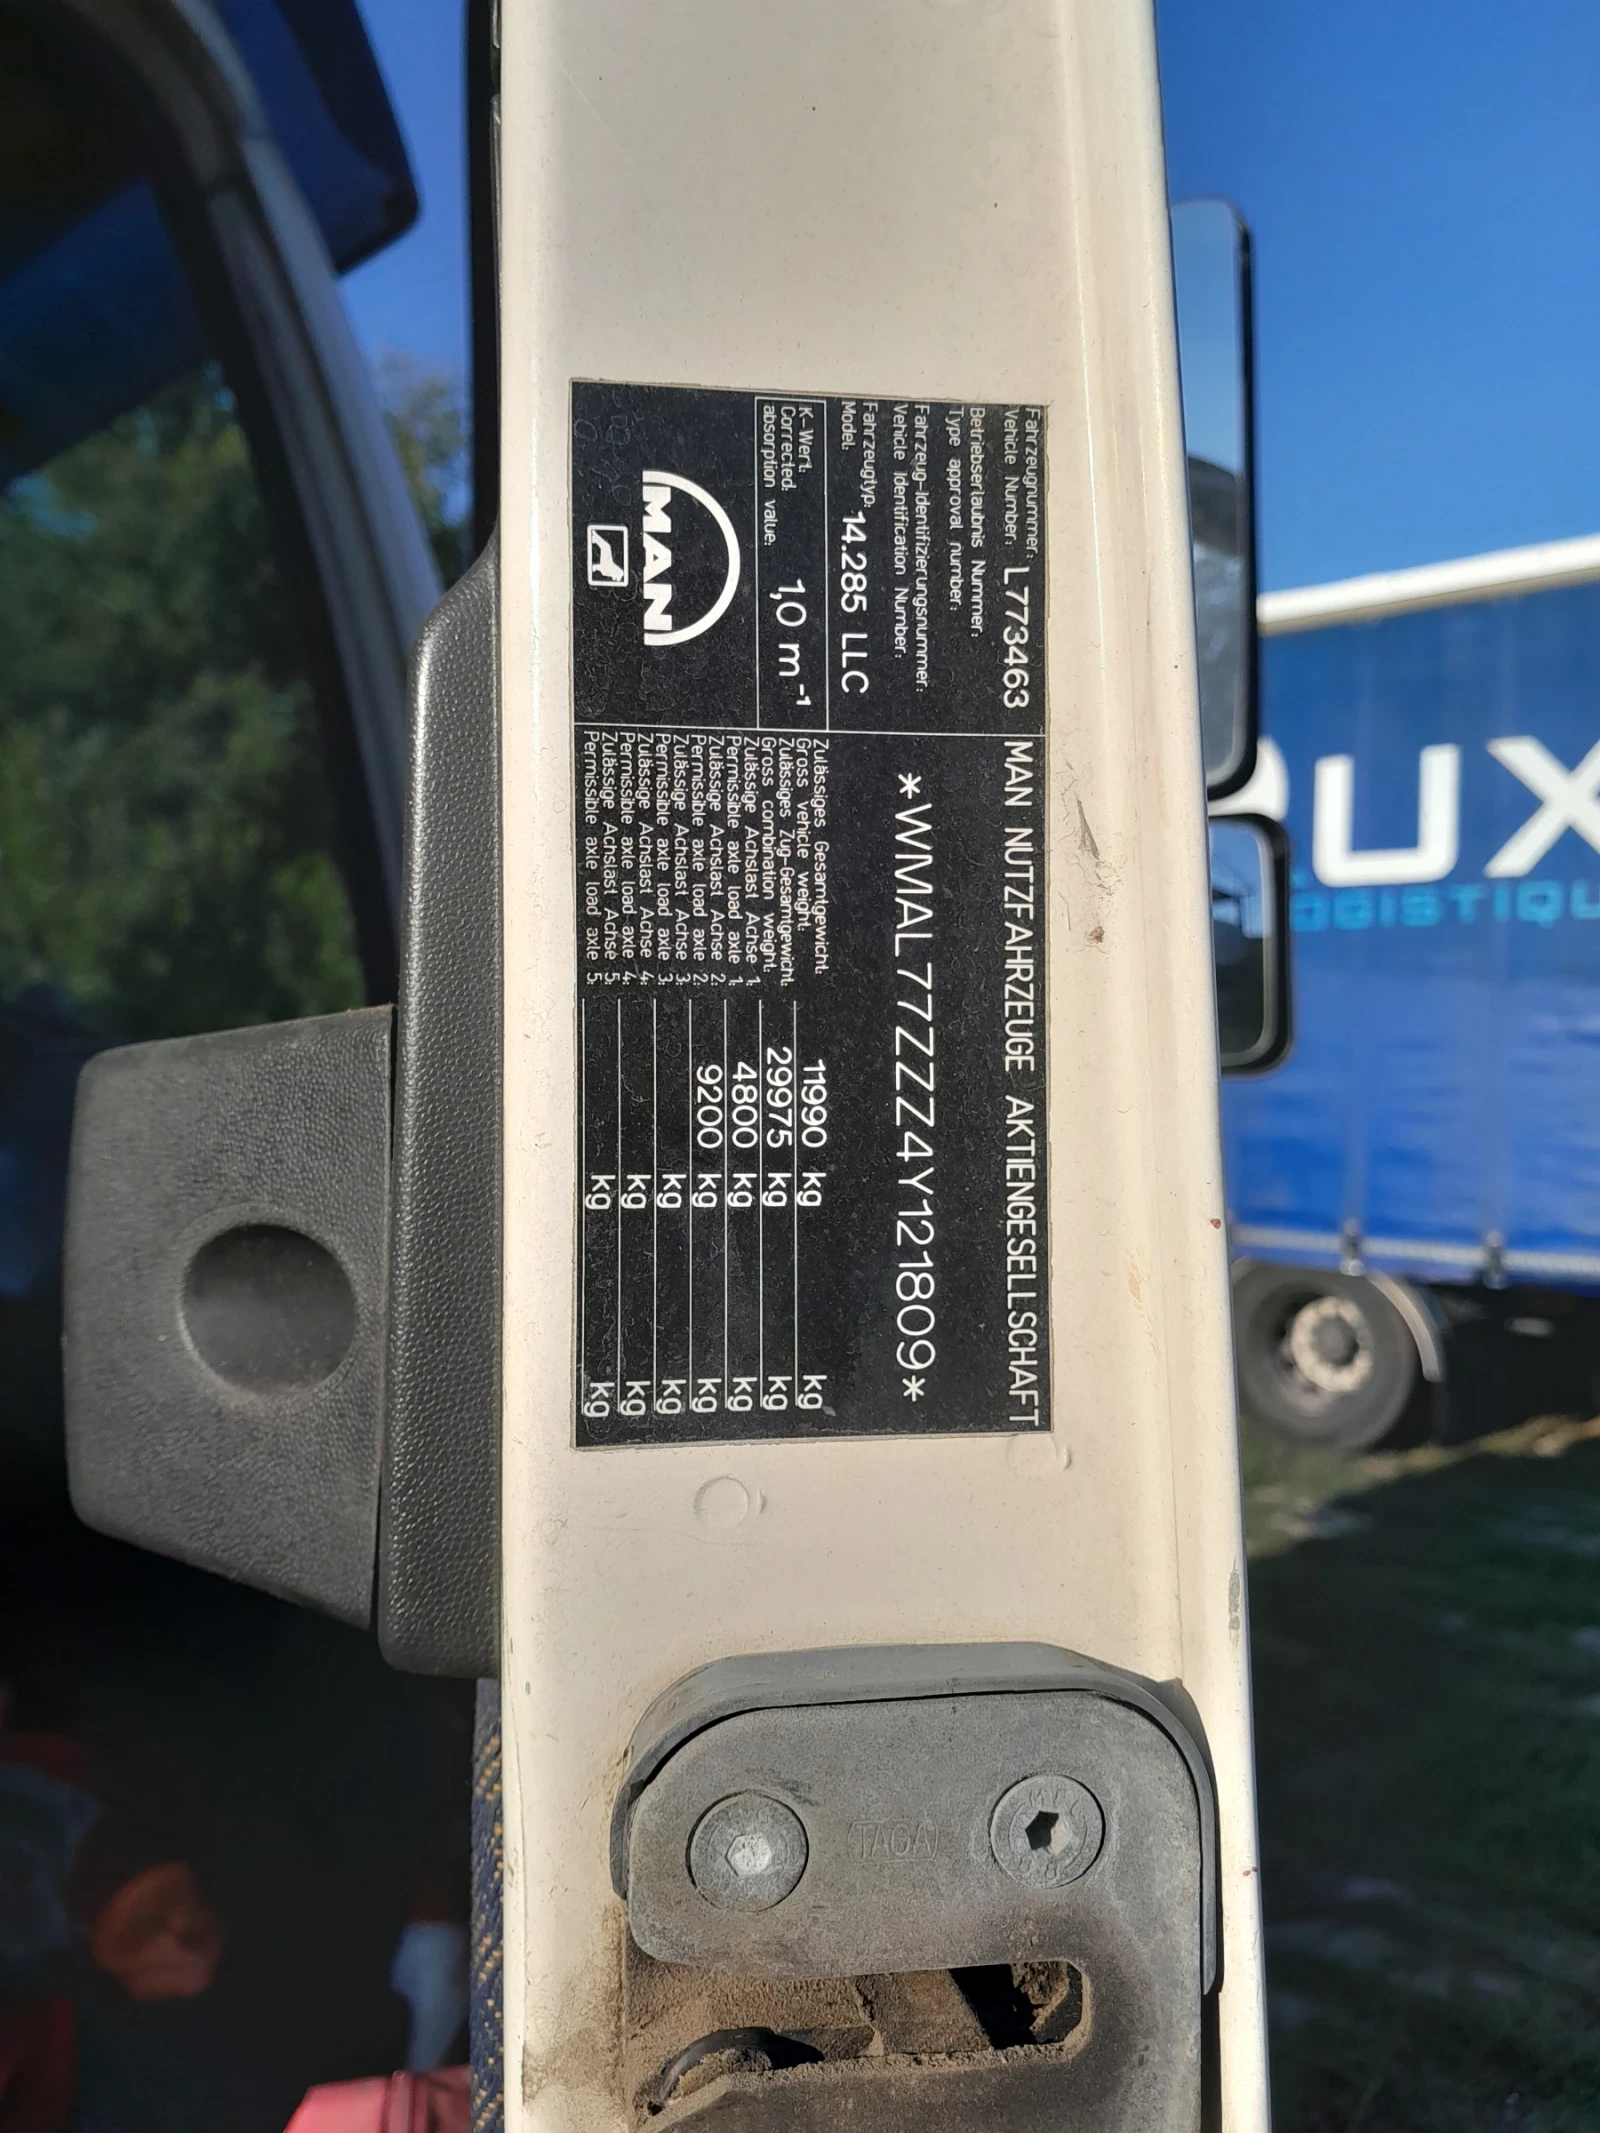 Fahrzeugnummer:
Vehicle Number: L773463
MAN NUTZFAHRZEUGE AKTIENGESELLSCHAFT
Betriebserlaubnis Nummer:
Type approval number:
Fahrzeug-Identifizierungsnummer:
Vehicle Identification Number:
*WMAL77ZZZ4Y121809*
Fahrzeugtyp:
Model: 14.285 LLC
K-Wert:
Corrected: 1,0 m⁻¹
absorption value:
MAN
Zulässiges Gesamtgewicht:
Gross vehicle weight: 11990 kg kg
Zulässiges Zug-Gesamtgewicht:
Gross combination weight: 29975 kg kg
Zulässige Achslast Achse 1:
Permissible axle load axle 1: 4800 kg kg
Zulässige Achslast Achse 2:
Permissible axle load axle 2: 9200 kg kg
Zulässige Achslast Achse 3:
Permissible axle load axle 3: kg kg
Zulässige Achslast Achse 4:
Permissible axle load axle 4: kg kg
Zulässige Achslast Achse 5:
Permissible axle load axle 5: kg kg
UX
OGISTIQU
TAGA